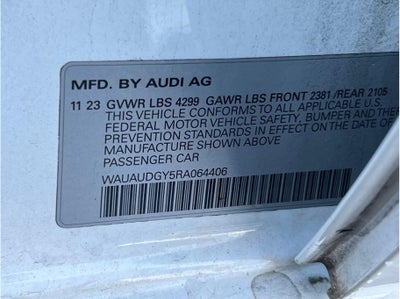 MFD. BY AUDI AG
11 23 GVWR LBS 4299 GAWR LBS FRONT 2381 /REAR 2105
THIS VEHICLE CONFORMS TO ALL APPLICABLE U.S.
FEDERAL MOTOR VEHICLE SAFETY, BUMPER AND
PREVENTION STANDARDS IN EFFECT ON THE DATE OF
MANUFACTURE SHOWN ABOVE
PASSENGER CAR
WAUAUDGY5RA064406